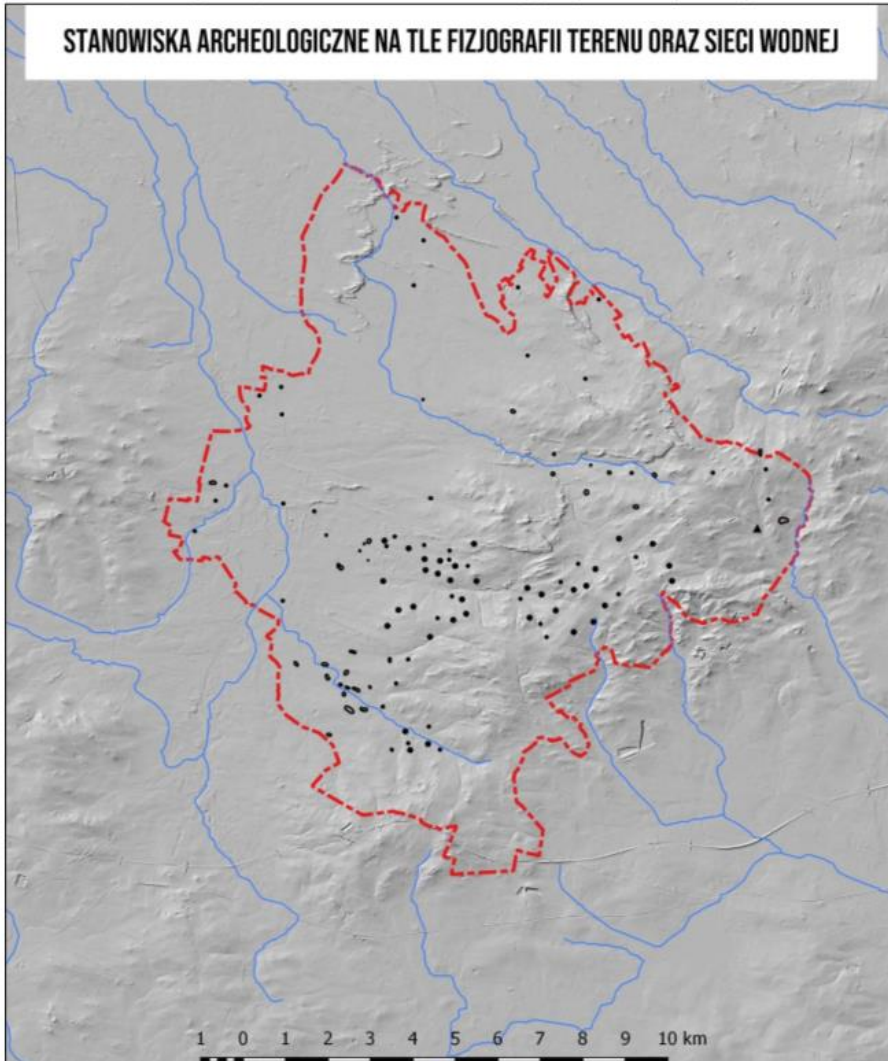 STANOWISKA ARCHEOLOGICZNE NA TLE FIZJOGRAFII TERENU ORAZ SIECI WODNEJ
1 0 1 2 3 4 5 6 7 8 9 10 km